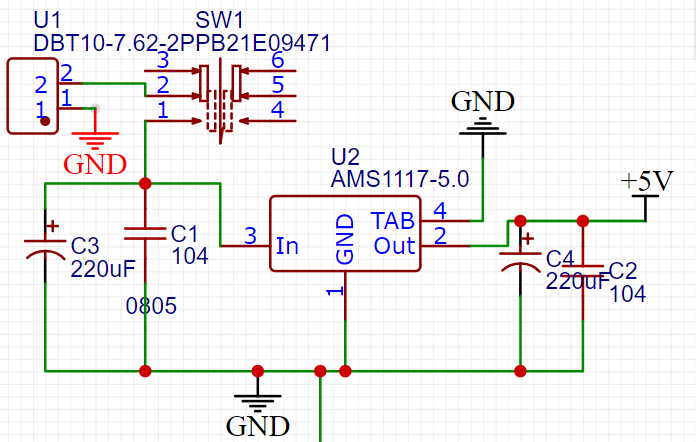 U1
SW1
DBT10-7.62-2PPB21E09471
3
6
2
2
5
2
1
1
1
4
GND
GND
U2
AMS1117-5.0
+5V
GND
TAB
4
3
In
Out
2
C1
104
C3
220uF
C4
220uF
C2
104
1
0805
GND